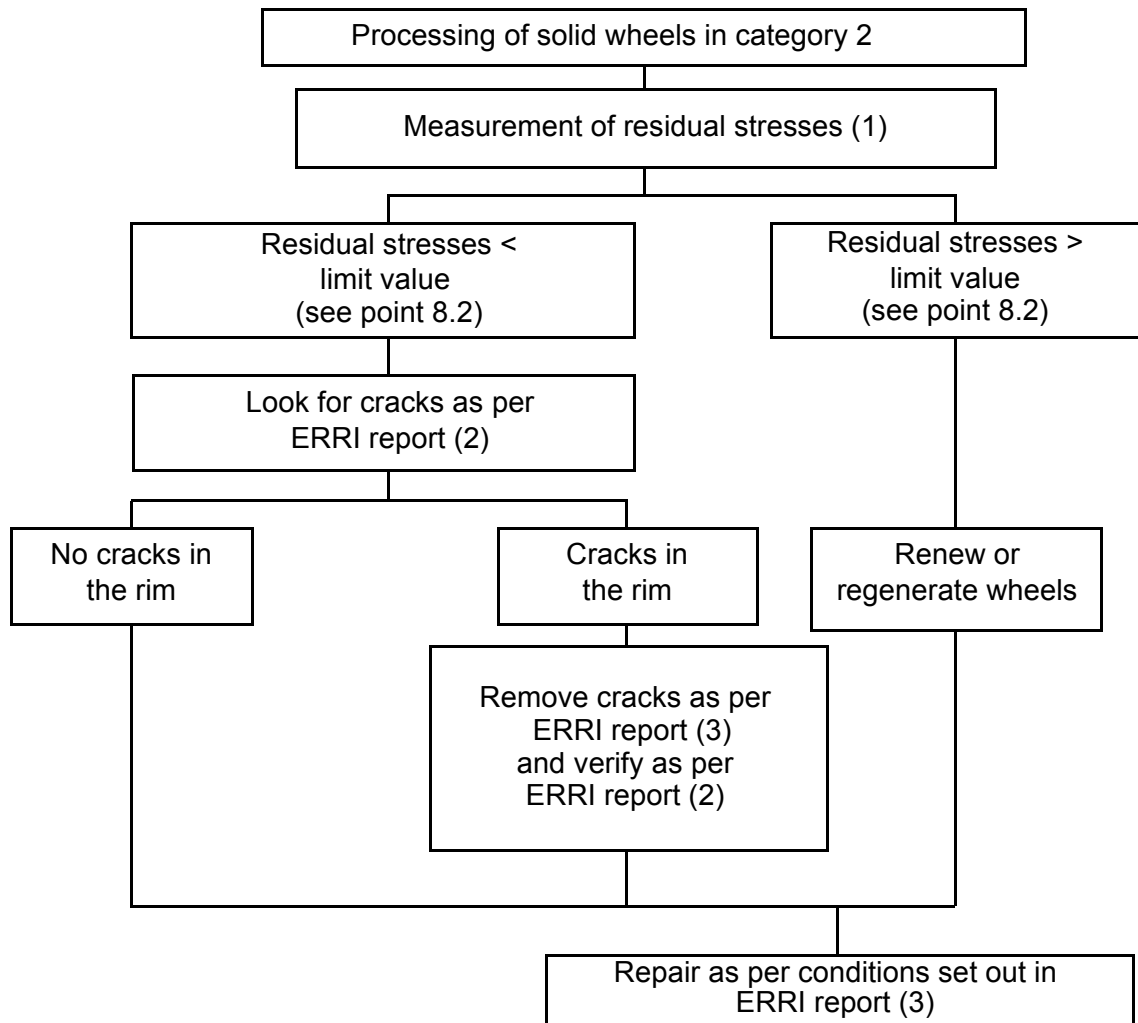 Processing of solid wheels in category 2
Measurement of residual stresses (1)
Residual stresses <
limit value
(see point 8.2)
Residual stresses >
limit value
(see point 8.2)
Look for cracks as per
ERRI report (2)
No cracks in
the rim
Cracks in
the rim
Renew or
regenerate wheels
Remove cracks as per
ERRI report (3)
and verify as per
ERRI report (2)
Repair as per conditions set out in
ERRI report (3)